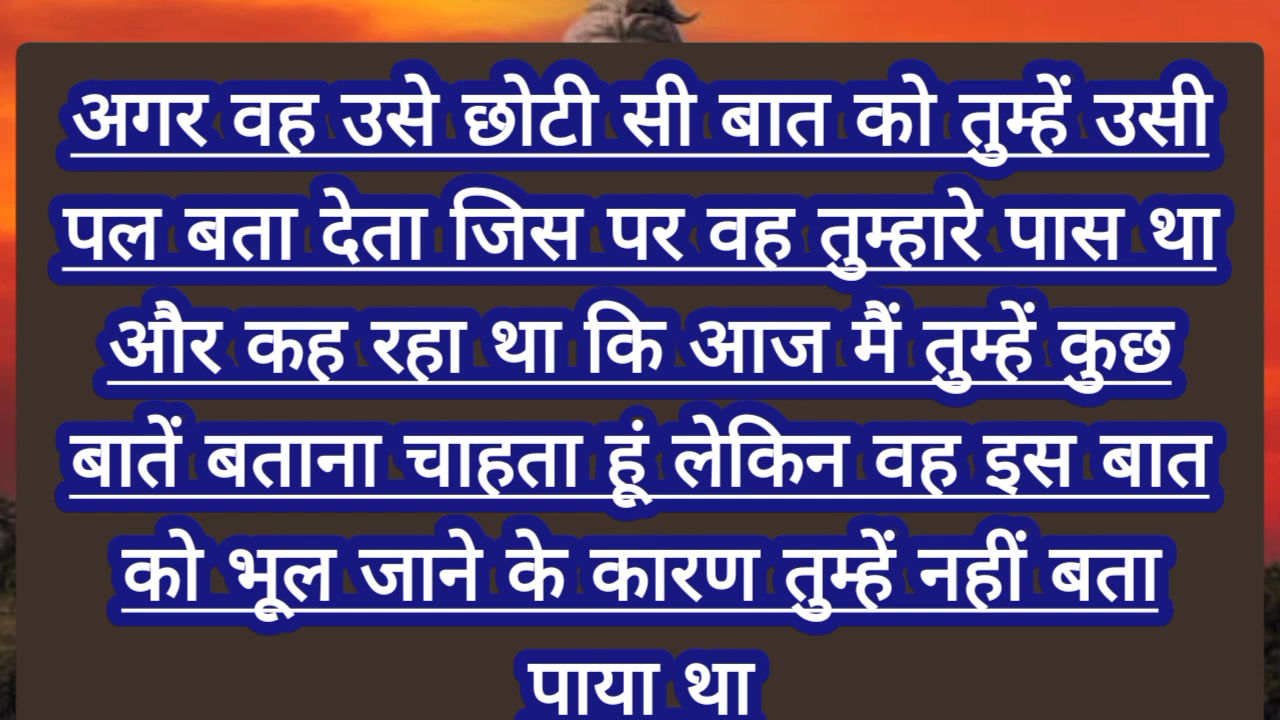 अगर वह उसे छोटी सी बात को तुम्हें उसी
पल बता देता जिस पर वह तुम्हारे पास था
और कह रहा था कि आज मैं तुम्हें कुछ
बातें बताना चाहता हूं लेकिन वह इस बात
को भूल जाने के कारण तुम्हें नहीं बता
पाया था